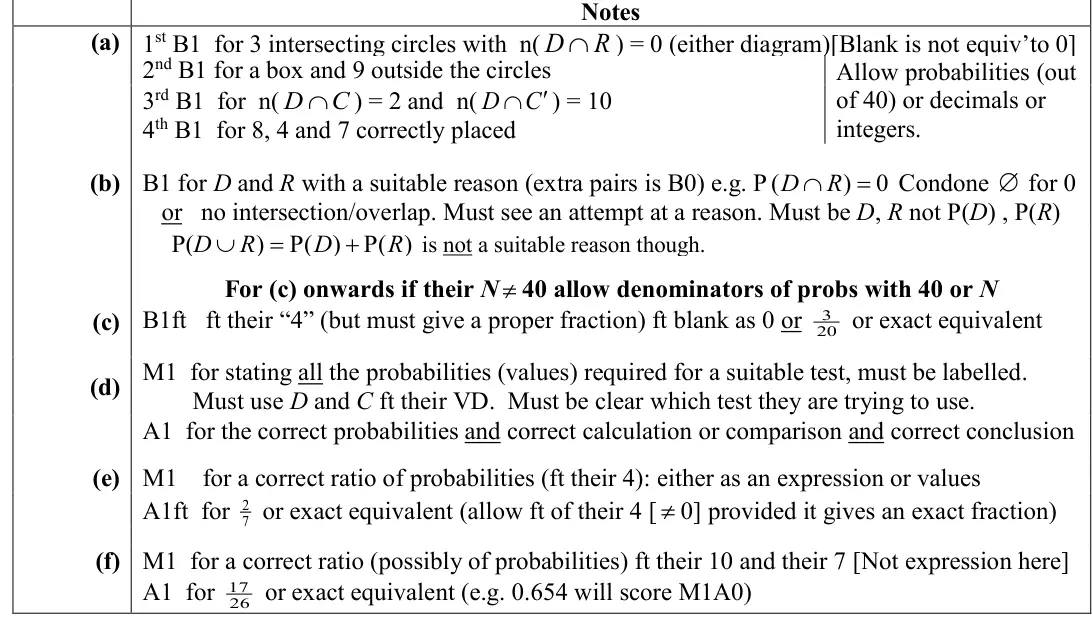 Notes
(a) 1st B1 for 3 intersecting circles with n( D ∩ R ) = 0 (either diagram)[Blank is not equiv’to 0]
2nd B1 for a box and 9 outside the circles
3rd B1 for n( D ∩ C ) = 2 and n( D ∩ C′ ) = 10
4th B1 for 8, 4 and 7 correctly placed
Allow probabilities (out
of 40) or decimals or
integers.
(b) B1 for D and R with a suitable reason (extra pairs is B0) e.g. P ( D ∩ R ) = 0 Condone ∅ for 0
or no intersection/overlap. Must see an attempt at a reason. Must be D, R not P(D) , P(R)
P( D ∪ R ) = P( D ) + P( R ) is not a suitable reason though.
For (c) onwards if their N ≠ 40 allow denominators of probs with 40 or N
(c) B1ft ft their “4” (but must give a proper fraction) ft blank as 0 or 3/20 or exact equivalent
(d) M1 for stating all the probabilities (values) required for a suitable test, must be labelled.
Must use D and C ft their VD. Must be clear which test they are trying to use.
A1 for the correct probabilities and correct calculation or comparison and correct conclusion
(e) M1 for a correct ratio of probabilities (ft their 4): either as an expression or values
A1ft for 2/7 or exact equivalent (allow ft of their 4 [ ≠ 0] provided it gives an exact fraction)
(f) M1 for a correct ratio (possibly of probabilities) ft their 10 and their 7 [Not expression here]
A1 for 17/26 or exact equivalent (e.g. 0.654 will score M1A0)